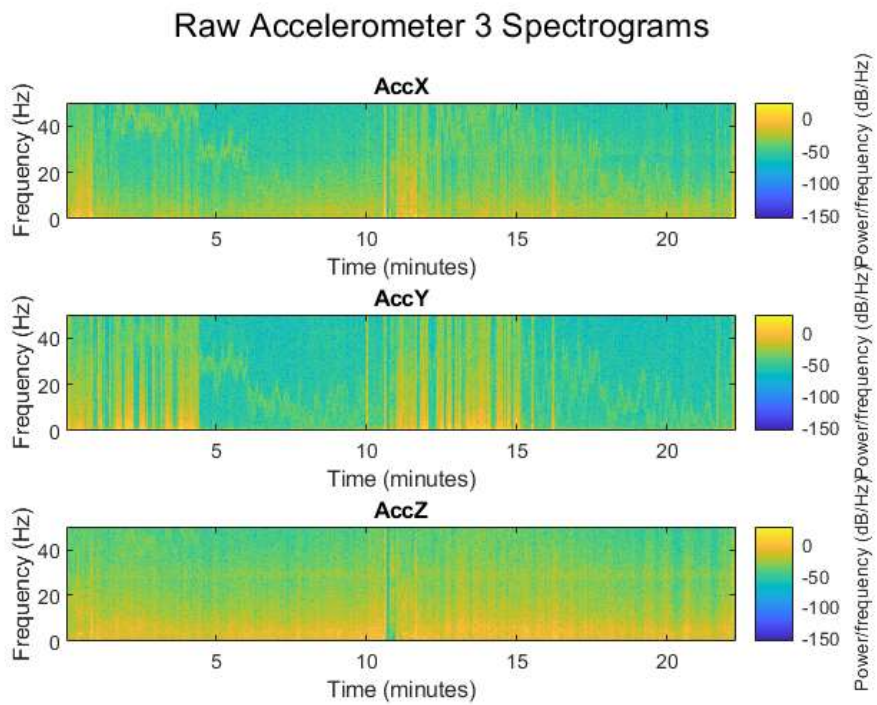 Raw Accelerometer 3 Spectrograms
AccX
Frequency (Hz)
40
20
0
5
10
15
20
Time (minutes)
0
-50
-100
-150
Power/frequency (dB/Hz)
AccY
Frequency (Hz)
40
20
0
5
10
15
20
Time (minutes)
0
-50
-100
-150
Power/frequency (dB/Hz)
AccZ
Frequency (Hz)
40
20
0
5
10
15
20
Time (minutes)
0
-50
-100
-150
Power/frequency (dB/Hz)